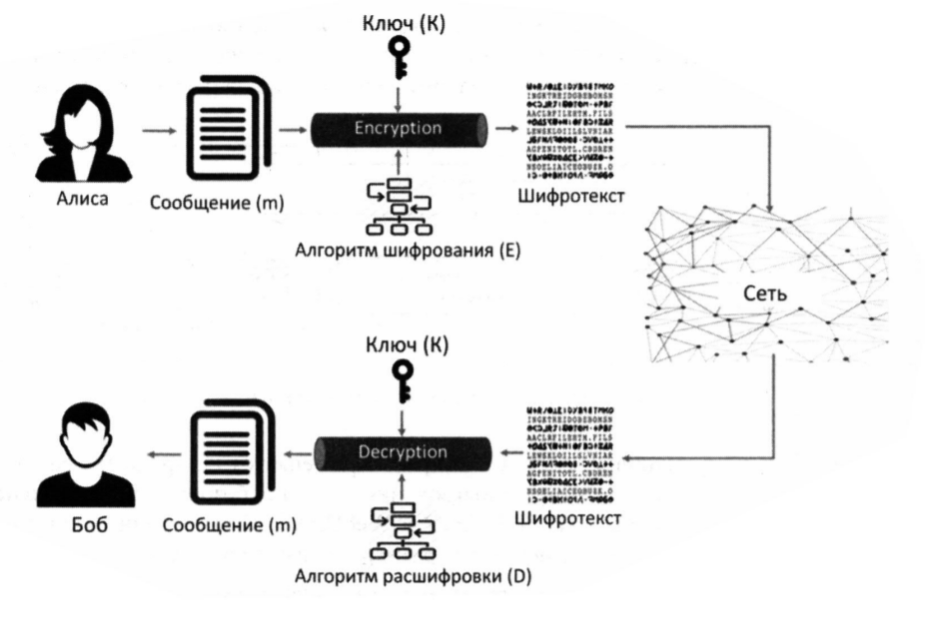 Ключ (K)
Encryption
Алиса
Сообщение (m)
Шифротекст
Алгоритм шифрования (E)
Сеть
Ключ (K)
Decryption
Боб
Сообщение (m)
Шифротекст
Алгоритм расшифровки (D)